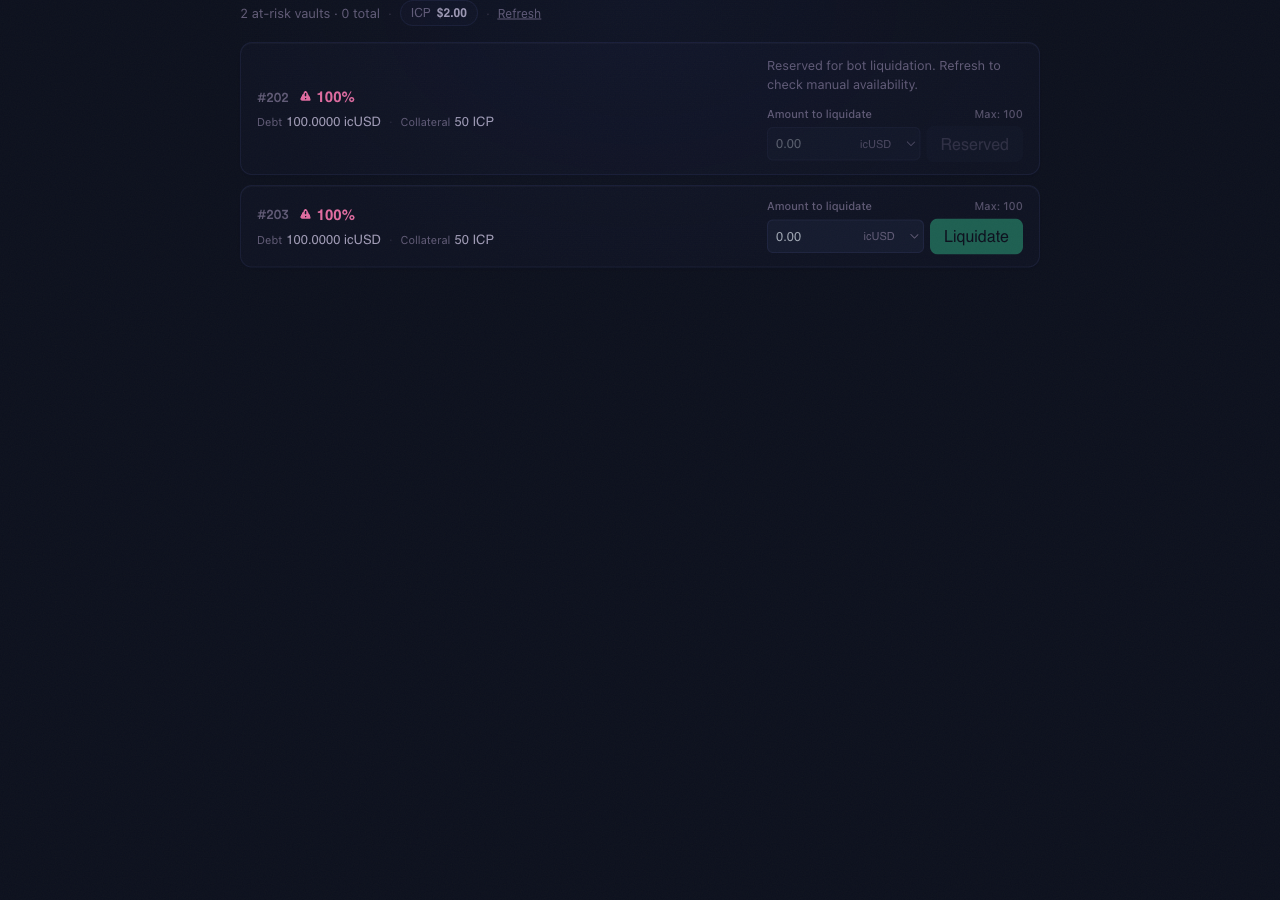 2 at-risk vaults · 0 total · ICP $2.00 · Refresh
Reserved for bot liquidation. Refresh to
check manual availability.
#202 100%
Debt 100.0000 icUSD · Collateral 50 ICP
Amount to liquidate Max: 100
0.00 icUSD Reserved
#203 100%
Debt 100.0000 icUSD · Collateral 50 ICP
Amount to liquidate Max: 100
0.00 icUSD Liquidate